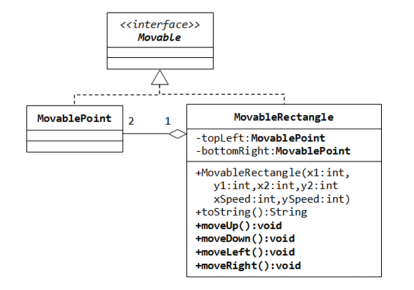 <<interface>>
Movable
MovablePoint
2
1
MovableRectangle
-topLeft:MovablePoint
-bottomRight:MovablePoint
+MovableRectangle(x1:int,
y1:int,x2:int,y2:int
xSpeed:int,ySpeed:int)
+toString():String
+moveUp():void
+moveDown():void
+moveLeft():void
+moveRight():void